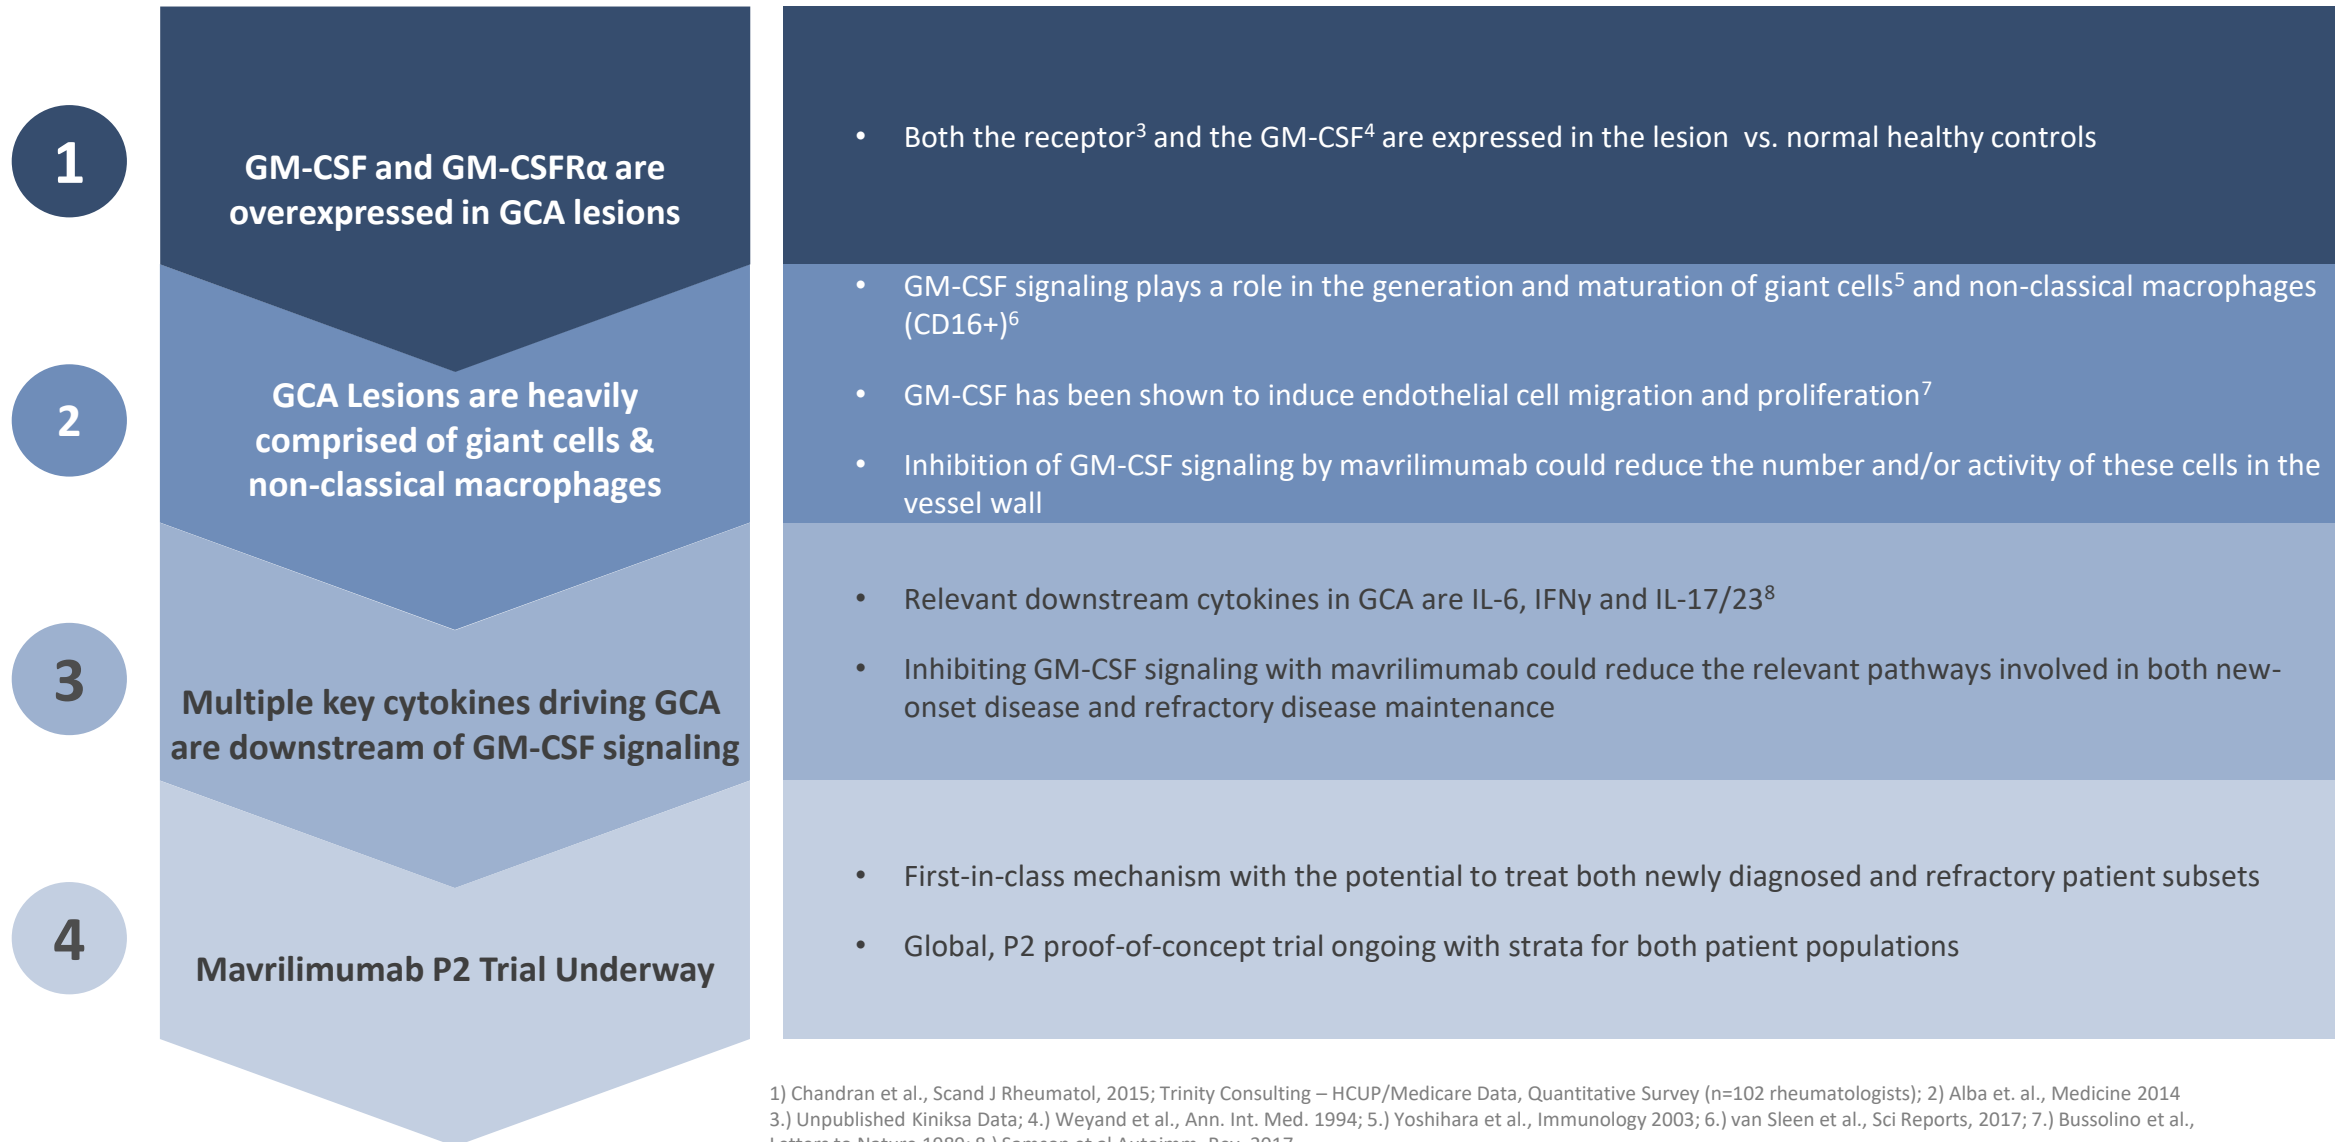 1
GM-CSF and GM-CSFRα are
overexpressed in GCA lesions
• Both the receptor³ and the GM-CSF⁴ are expressed in the lesion vs. normal healthy controls
2
GCA Lesions are heavily
comprised of giant cells &
non-classical macrophages
• GM-CSF signaling plays a role in the generation and maturation of giant cells⁵ and non-classical macrophages
(CD16+)⁶
• GM-CSF has been shown to induce endothelial cell migration and proliferation⁷
• Inhibition of GM-CSF signaling by mavrilimumab could reduce the number and/or activity of these cells in the
vessel wall
3
Multiple key cytokines driving GCA
are downstream of GM-CSF signaling
• Relevant downstream cytokines in GCA are IL-6, IFNγ and IL-17/23⁸
• Inhibiting GM-CSF signaling with mavrilimumab could reduce the relevant pathways involved in both new-
onset disease and refractory disease maintenance
4
Mavrilimumab P2 Trial Underway
• First-in-class mechanism with the potential to treat both newly diagnosed and refractory patient subsets
• Global, P2 proof-of-concept trial ongoing with strata for both patient populations
1) Chandran et al., Scand J Rheumatol, 2015; Trinity Consulting – HCUP/Medicare Data, Quantitative Survey (n=102 rheumatologists); 2) Alba et. al., Medicine 2014
3.) Unpublished Kiniksa Data; 4.) Weyand et al., Ann. Int. Med. 1994; 5.) Yoshihara et al., Immunology 2003; 6.) van Sleen et al., Sci Reports, 2017; 7.) Bussolino et al.,
Letters to Nature 1989; 8.) Samson et al Autoimm. Rev. 2017